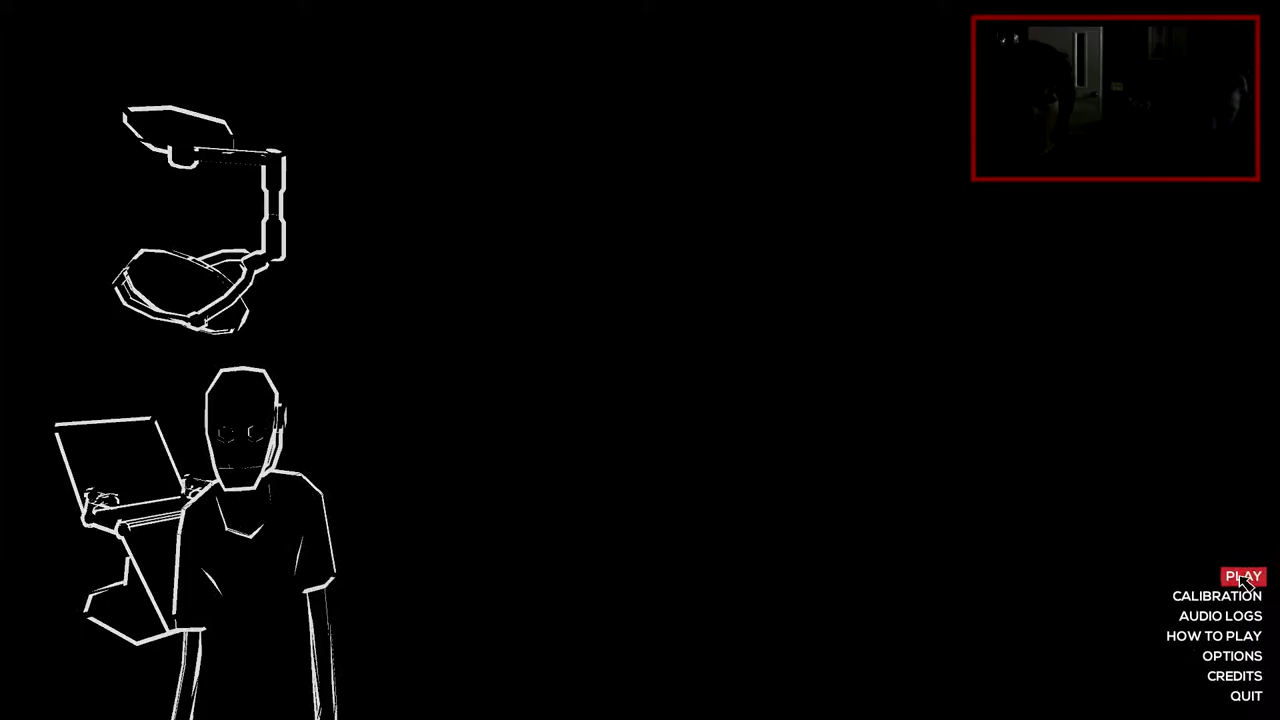 PLAY
CALIBRATION
AUDIO LOGS
HOW TO PLAY
OPTIONS
CREDITS
QUIT